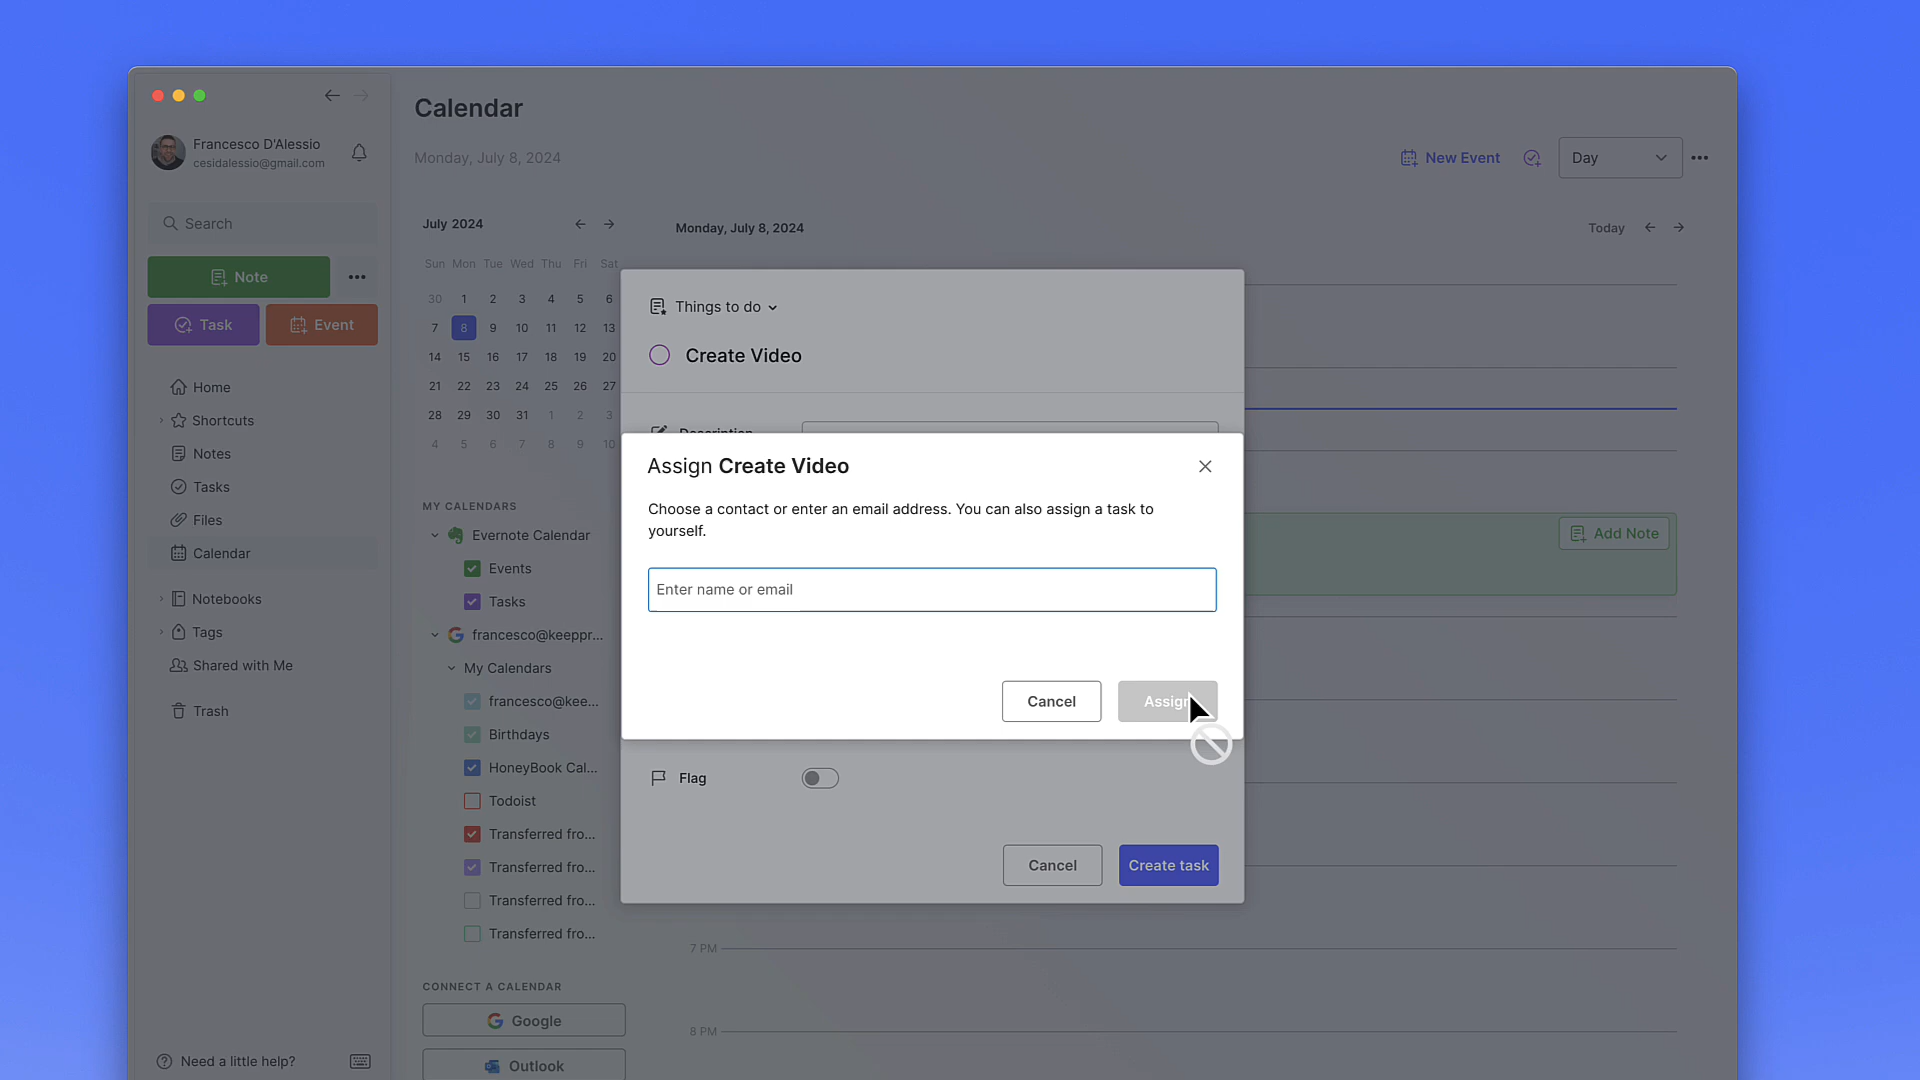 Francesco D'Alessio
cesidalessio@gmail.com
Search
Note
Task
Event
Home
Shortcuts
Notes
Tasks
Files
Calendar
Notebooks
Tags
Shared with Me
Trash
Need a little help?
Calendar
Monday, July 8, 2024
New Event
Day
July 2024
Sun Mon Tue Wed Thu Fri Sat
30 1 2 3 4 5 6
7 8 9 10 11 12 13
14 15 16 17 18 19 20
21 22 23 24 25 26 27
28 29 30 31 1 2 3
4 5 6 7 8 9 10
MY CALENDARS
Evernote Calendar
Events
Tasks
francesco@keeppr...
My Calendars
francesco@kee...
Birthdays
HoneyBook Cal...
Todoist
Transferred fro...
Transferred fro...
Transferred fro...
Transferred fro...
CONNECT A CALENDAR
Google
Outlook
Monday, July 8, 2024
Today
Add Note
7 PM
8 PM
Things to do
Create Video
Description
Assign Create Video
Choose a contact or enter an email address. You can also assign a task to
yourself.
Enter name or email
Cancel
Assign
Flag
Cancel
Create task